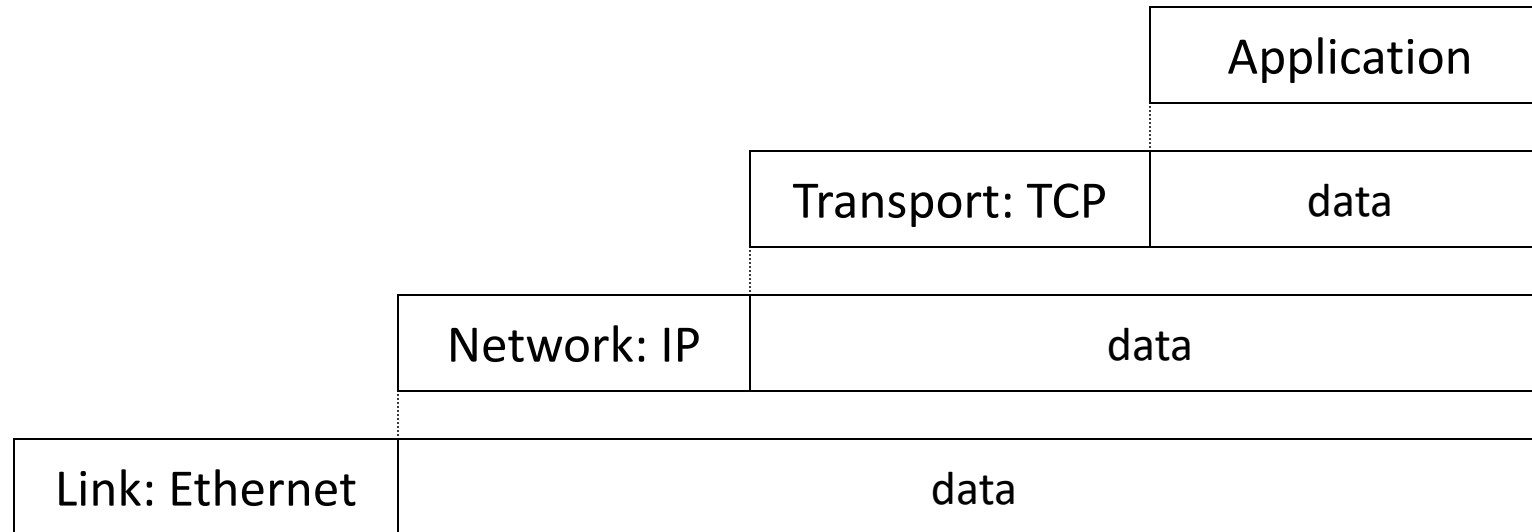 Application
Transport: TCP data
Network: IP data
Link: Ethernet data